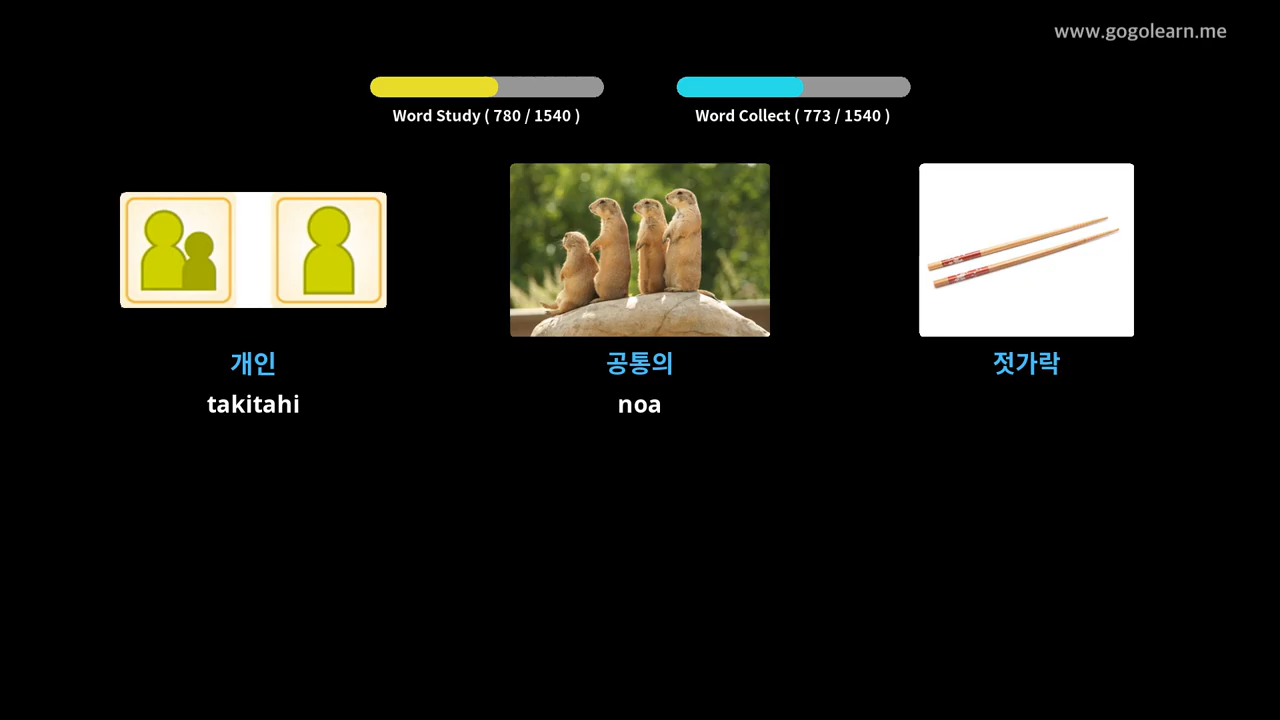 www.gogolearn.me
Word Study ( 780 / 1540 )
Word Collect ( 773 / 1540 )
개인
공통의
젓가락
takitahi
noa